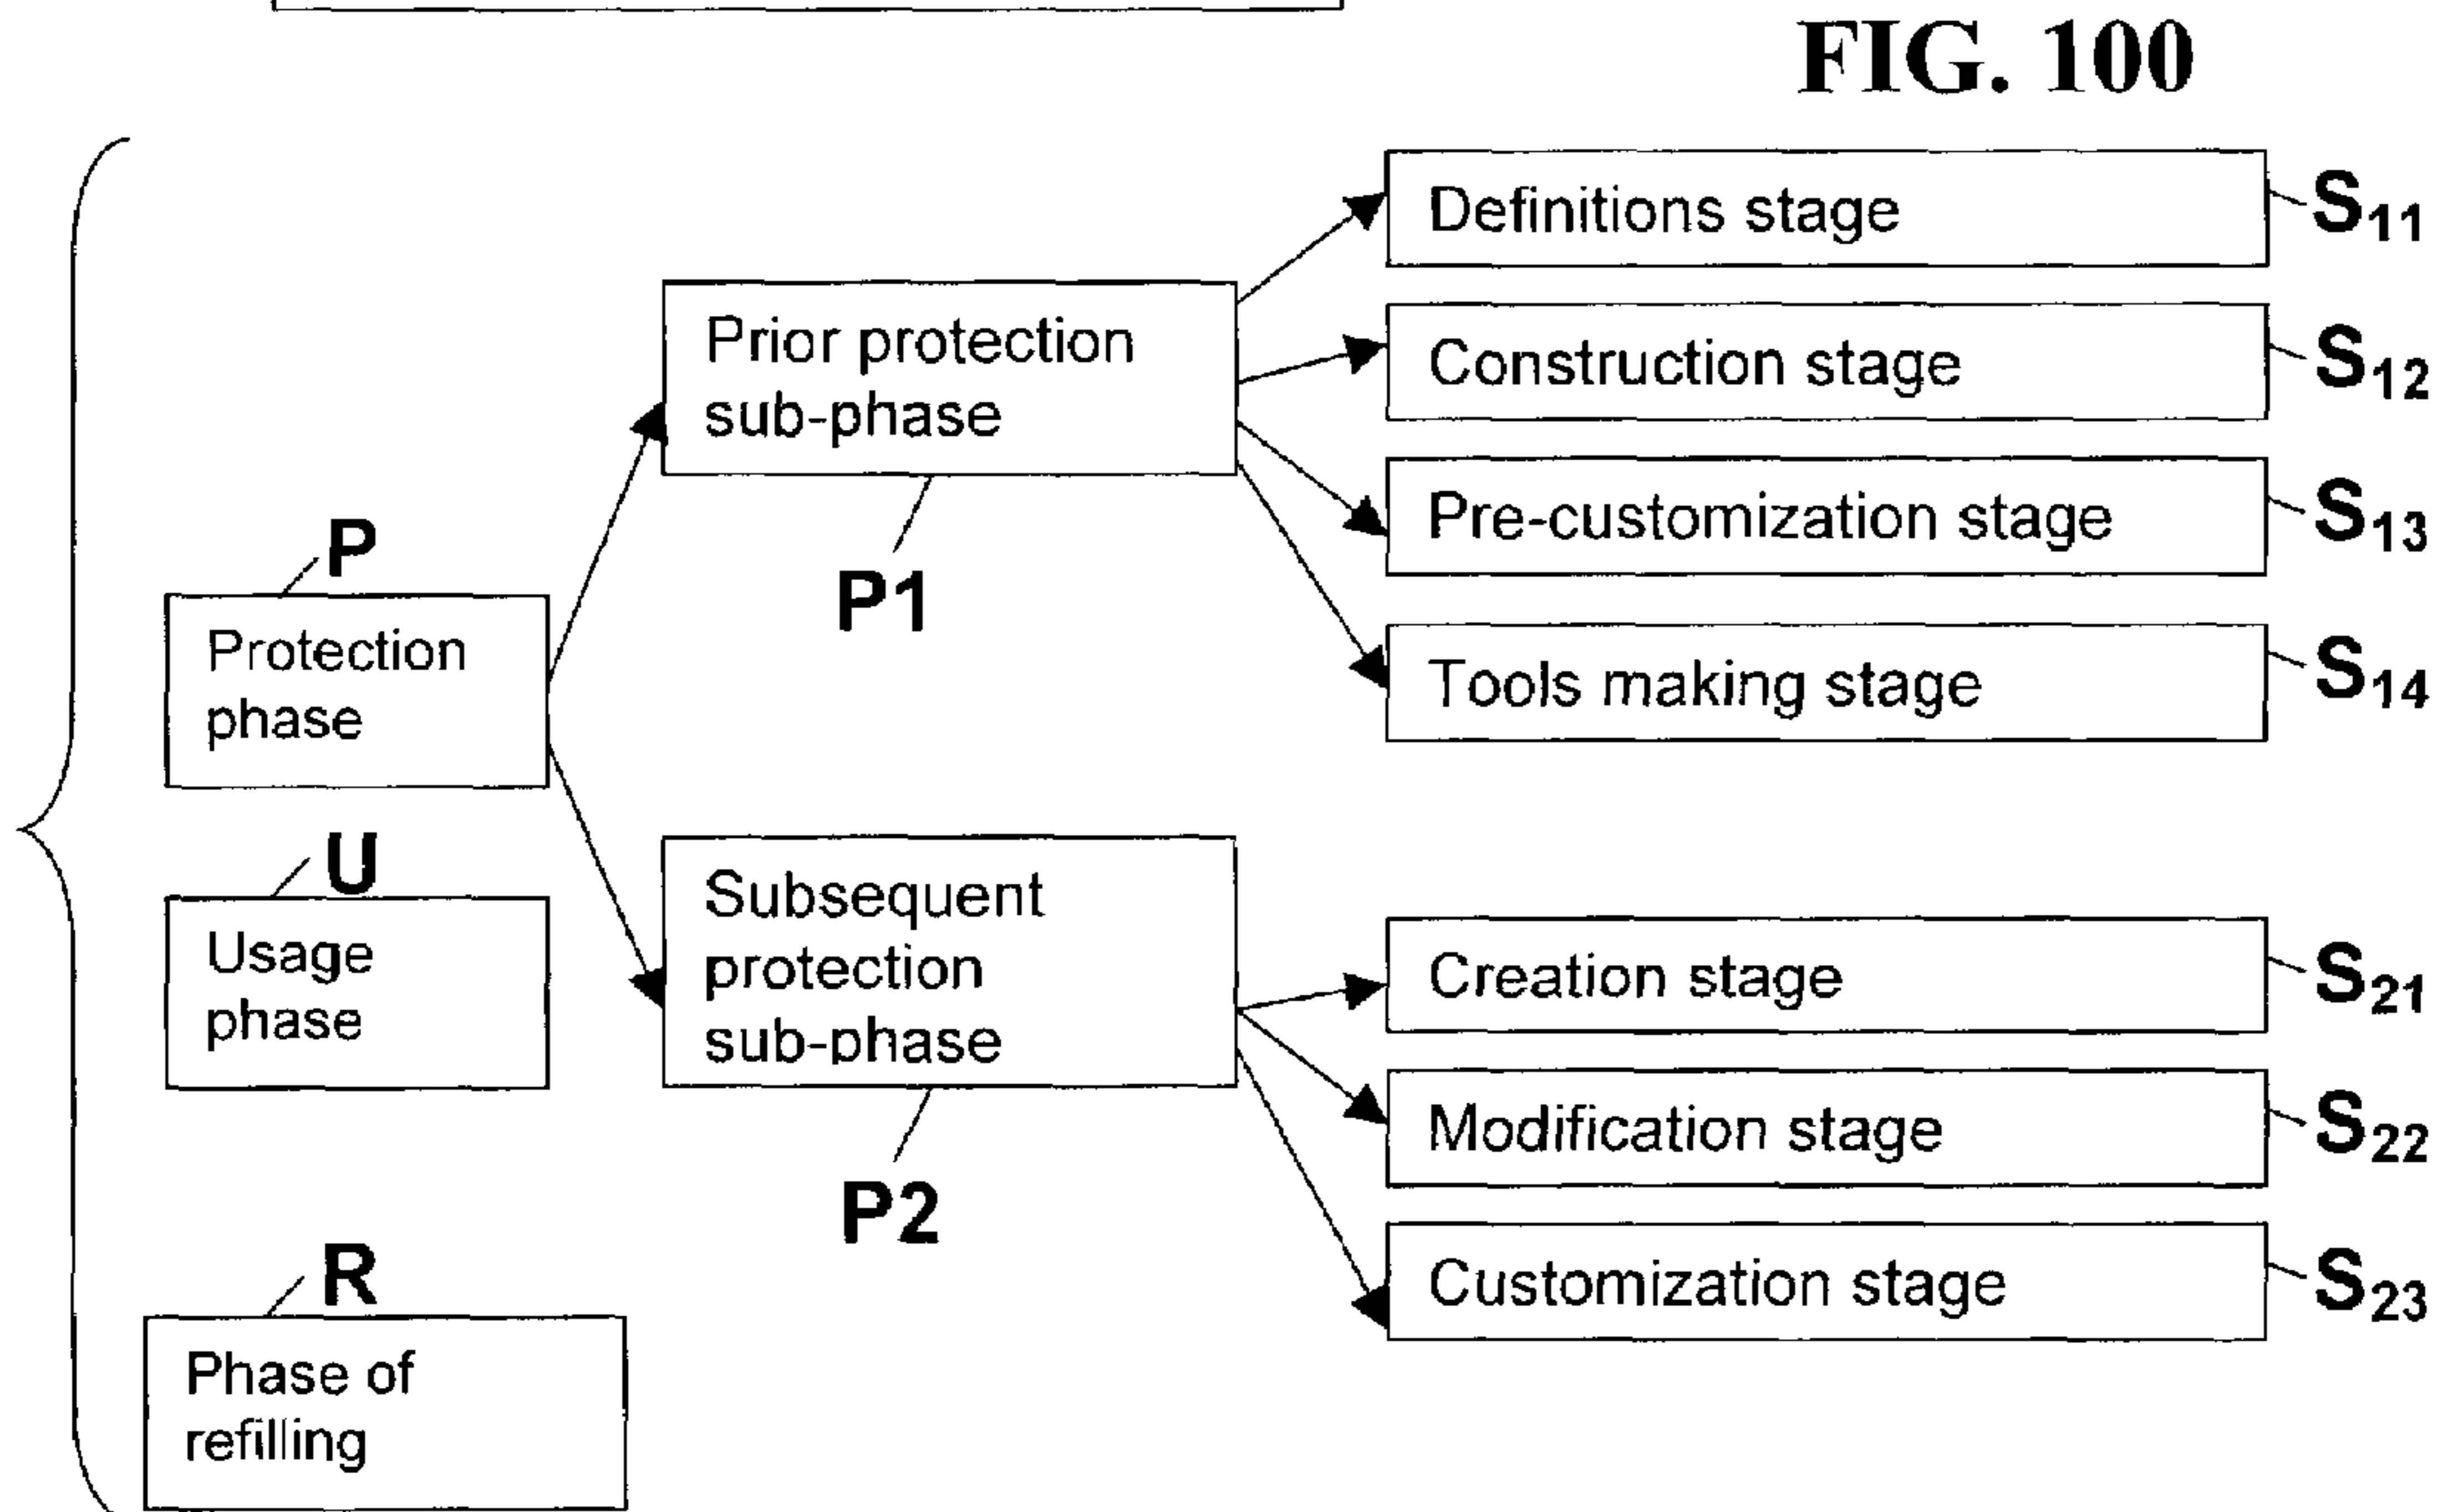 FIG. 100
P
Protection
phase
U
Usage
phase
R
Phase of
refilling
Prior protection
sub-phase
P1
Subsequent
protection
sub-phase
P2
Definitions stage
S11
Construction stage
S12
Pre-customization stage
S13
Tools making stage
S14
Creation stage
S21
Modification stage
S22
Customization stage
S23